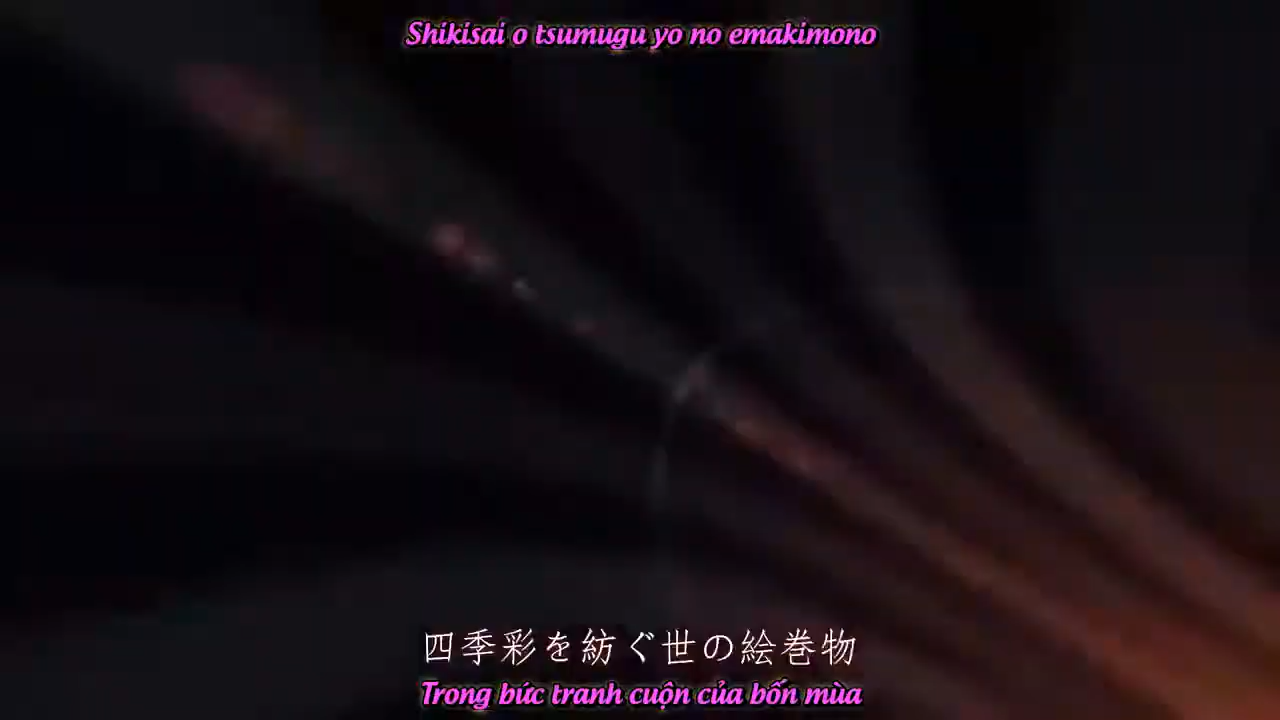 Shikisai o tsumugu yo no emakimono
四季彩を紡ぐ世の絵巻物
Trong bức tranh cuộn của bốn mùa